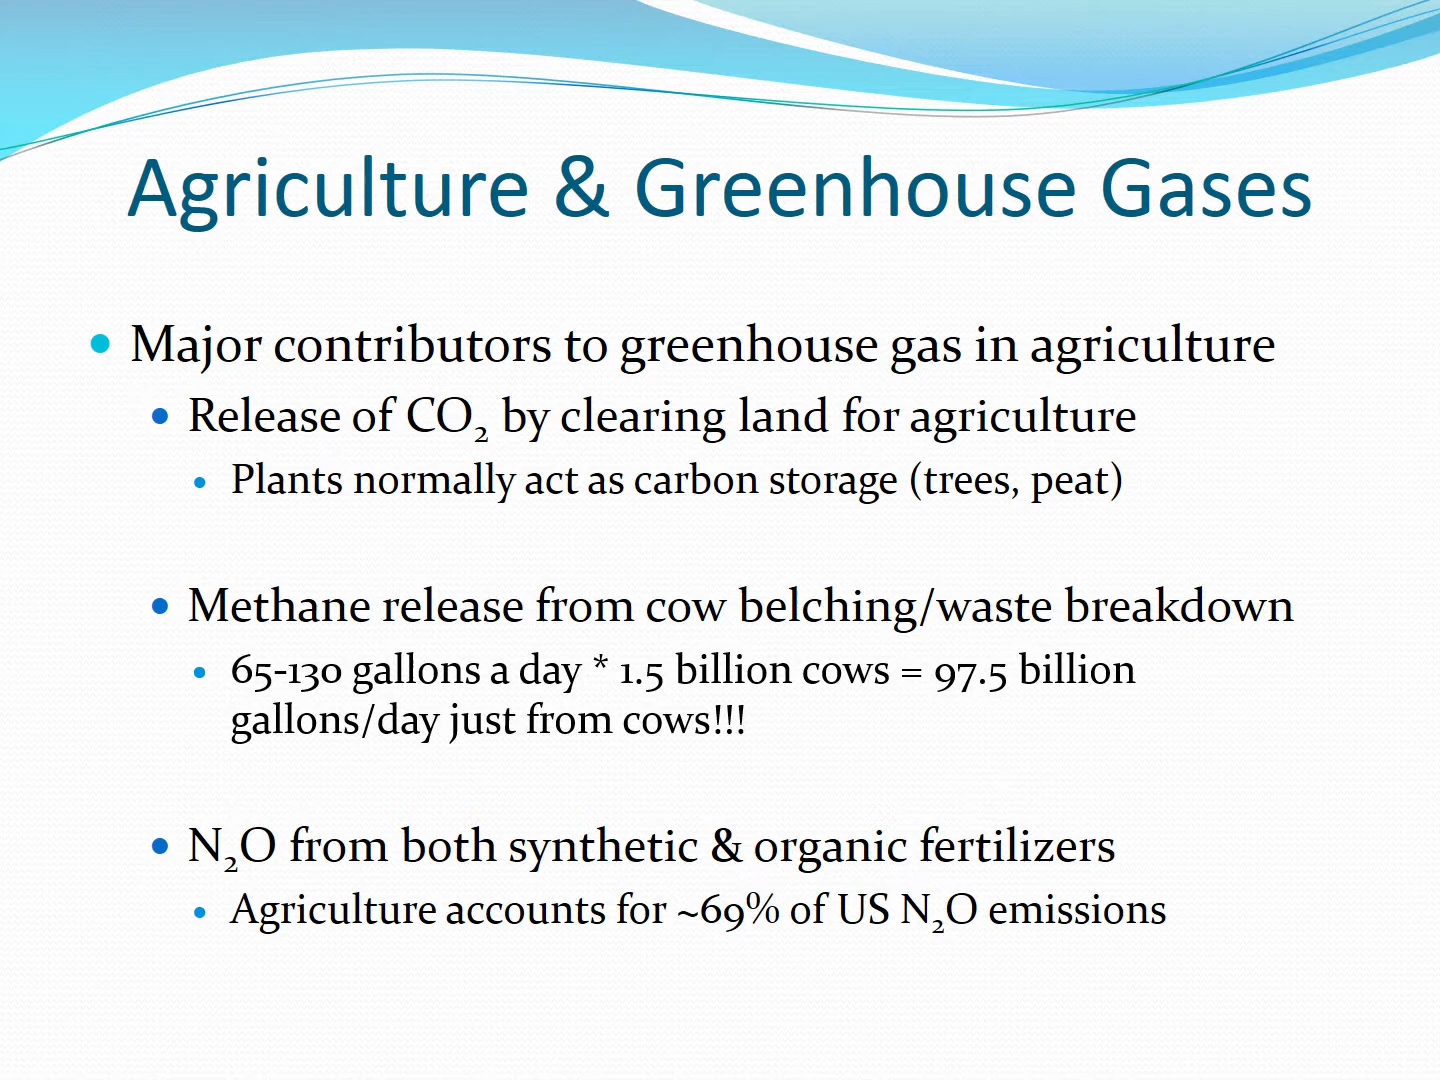 Agriculture & Greenhouse Gases
• Major contributors to greenhouse gas in agriculture
• Release of CO₂ by clearing land for agriculture
• Plants normally act as carbon storage (trees, peat)
• Methane release from cow belching/waste breakdown
• 65-130 gallons a day * 1.5 billion cows = 97.5 billion
gallons/day just from cows!!!
• N₂O from both synthetic & organic fertilizers
• Agriculture accounts for ~69% of US N₂O emissions